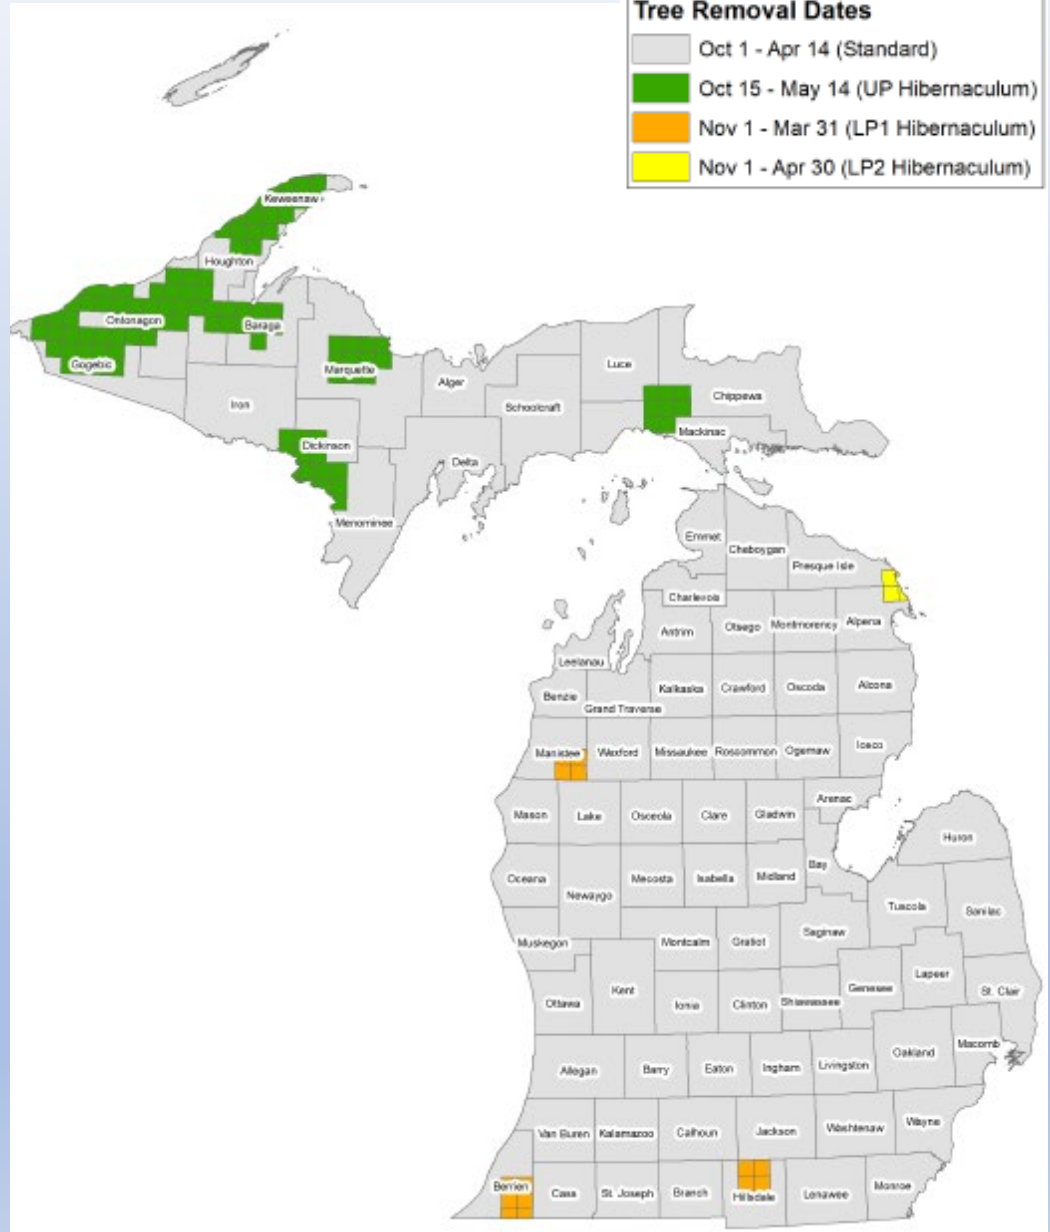 Tree Removal Dates
Oct 1 - Apr 14 (Standard)
Oct 15 - May 14 (UP Hibernaculum)
Nov 1 - Mar 31 (LP1 Hibernaculum)
Nov 1 - Apr 30 (LP2 Hibernaculum)
Keweenaw
Houghton
Ontonagon
Baraga
Gogebic
Marquette
Alger
Luce
Iron
Schoolcraft
Chippewa
Dickinson
Mackinac
Delta
Menominee
Emmet
Cheboygan
Presque Isle
Charlevoix
Antrim
Otsego
Montmorency
Alpena
Leelanau
Benzie
Grand Traverse
Kalkaska
Crawford
Oscoda
Alcona
Manistee
Wexford
Missaukee
Roscommon
Ogemaw
Iosco
Mason
Lake
Osceola
Clare
Gladwin
Arenac
Huron
Oceana
Newaygo
Mecosta
Isabella
Midland
Bay
Tuscola
Sanilac
Muskegon
Montcalm
Gratiot
Saginaw
Ottawa
Kent
Ionia
Clinton
Shiawassee
Genesee
Lapeer
St. Clair
Allegan
Barry
Eaton
Ingham
Livingston
Oakland
Macomb
Van Buren
Kalamazoo
Calhoun
Jackson
Washtenaw
Wayne
Berrien
Cass
St. Joseph
Branch
Hillsdale
Lenawee
Monroe